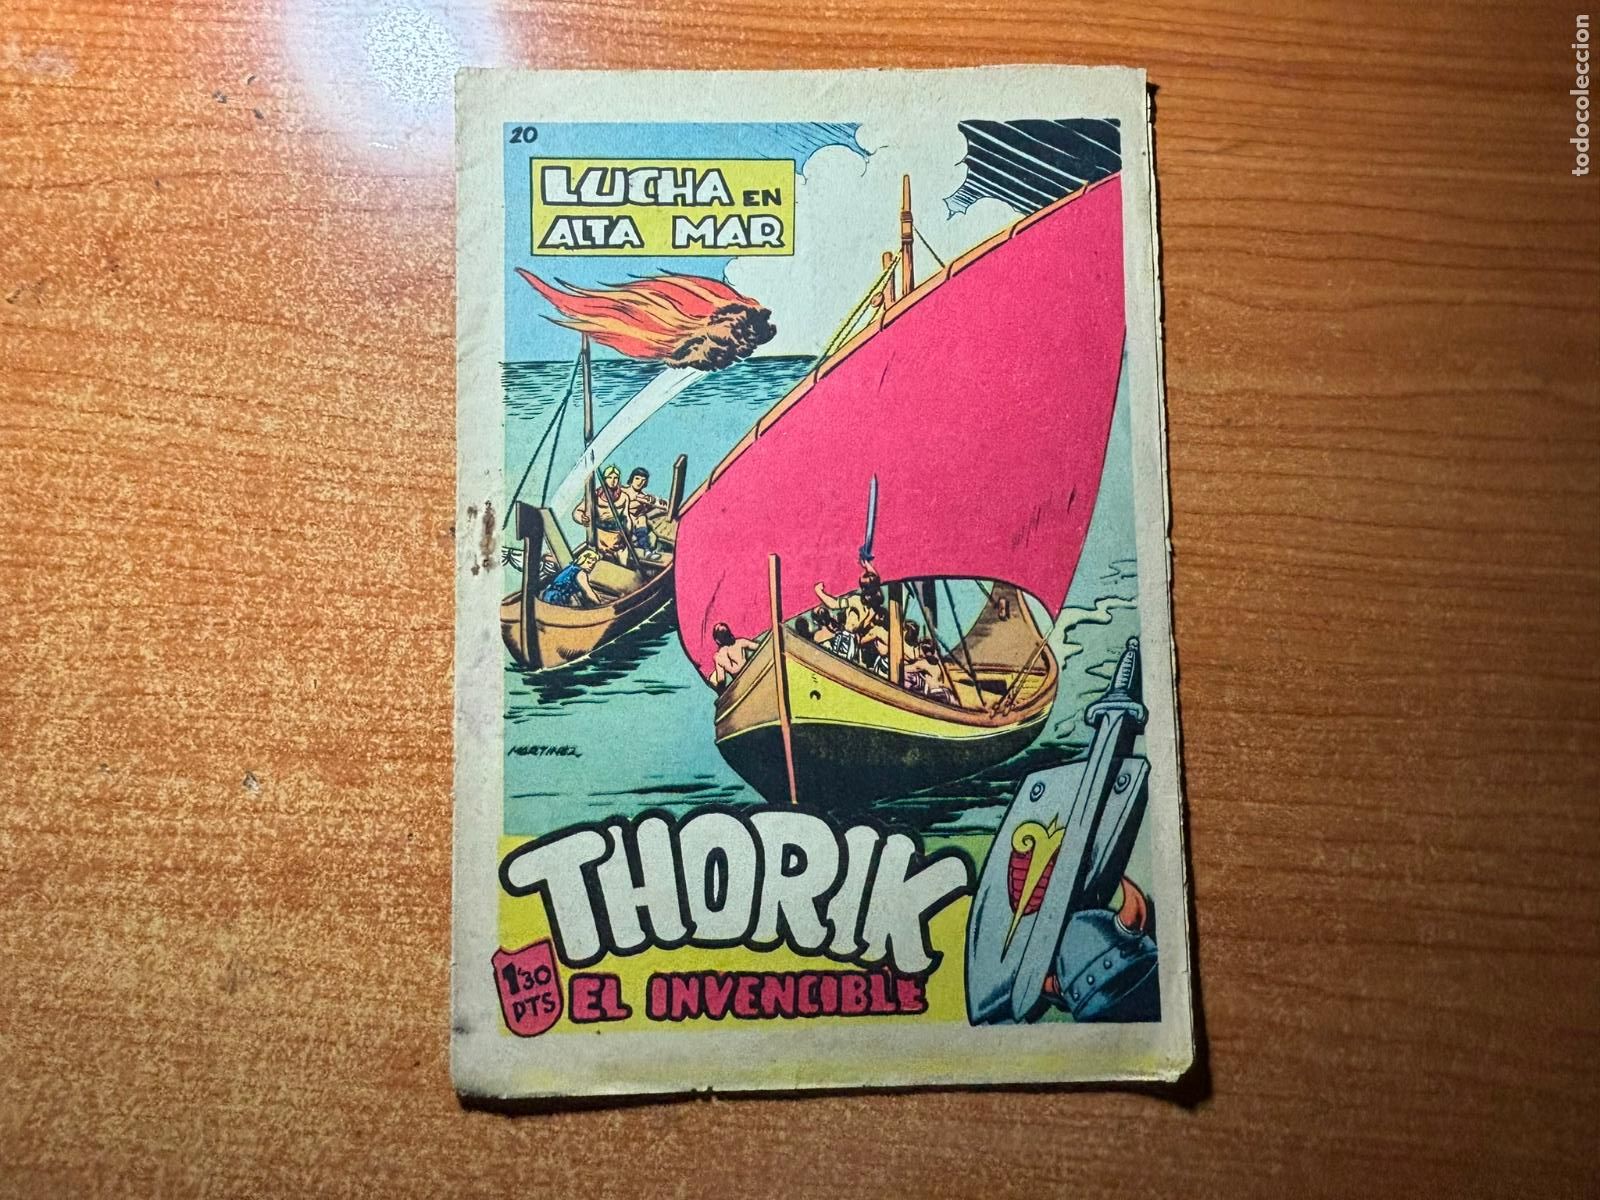 20
LUCHA EN
ALTA MAR
MARTINEZ
THORIK
EL INVENCIBLE
1'30
PTS
todocoleccion